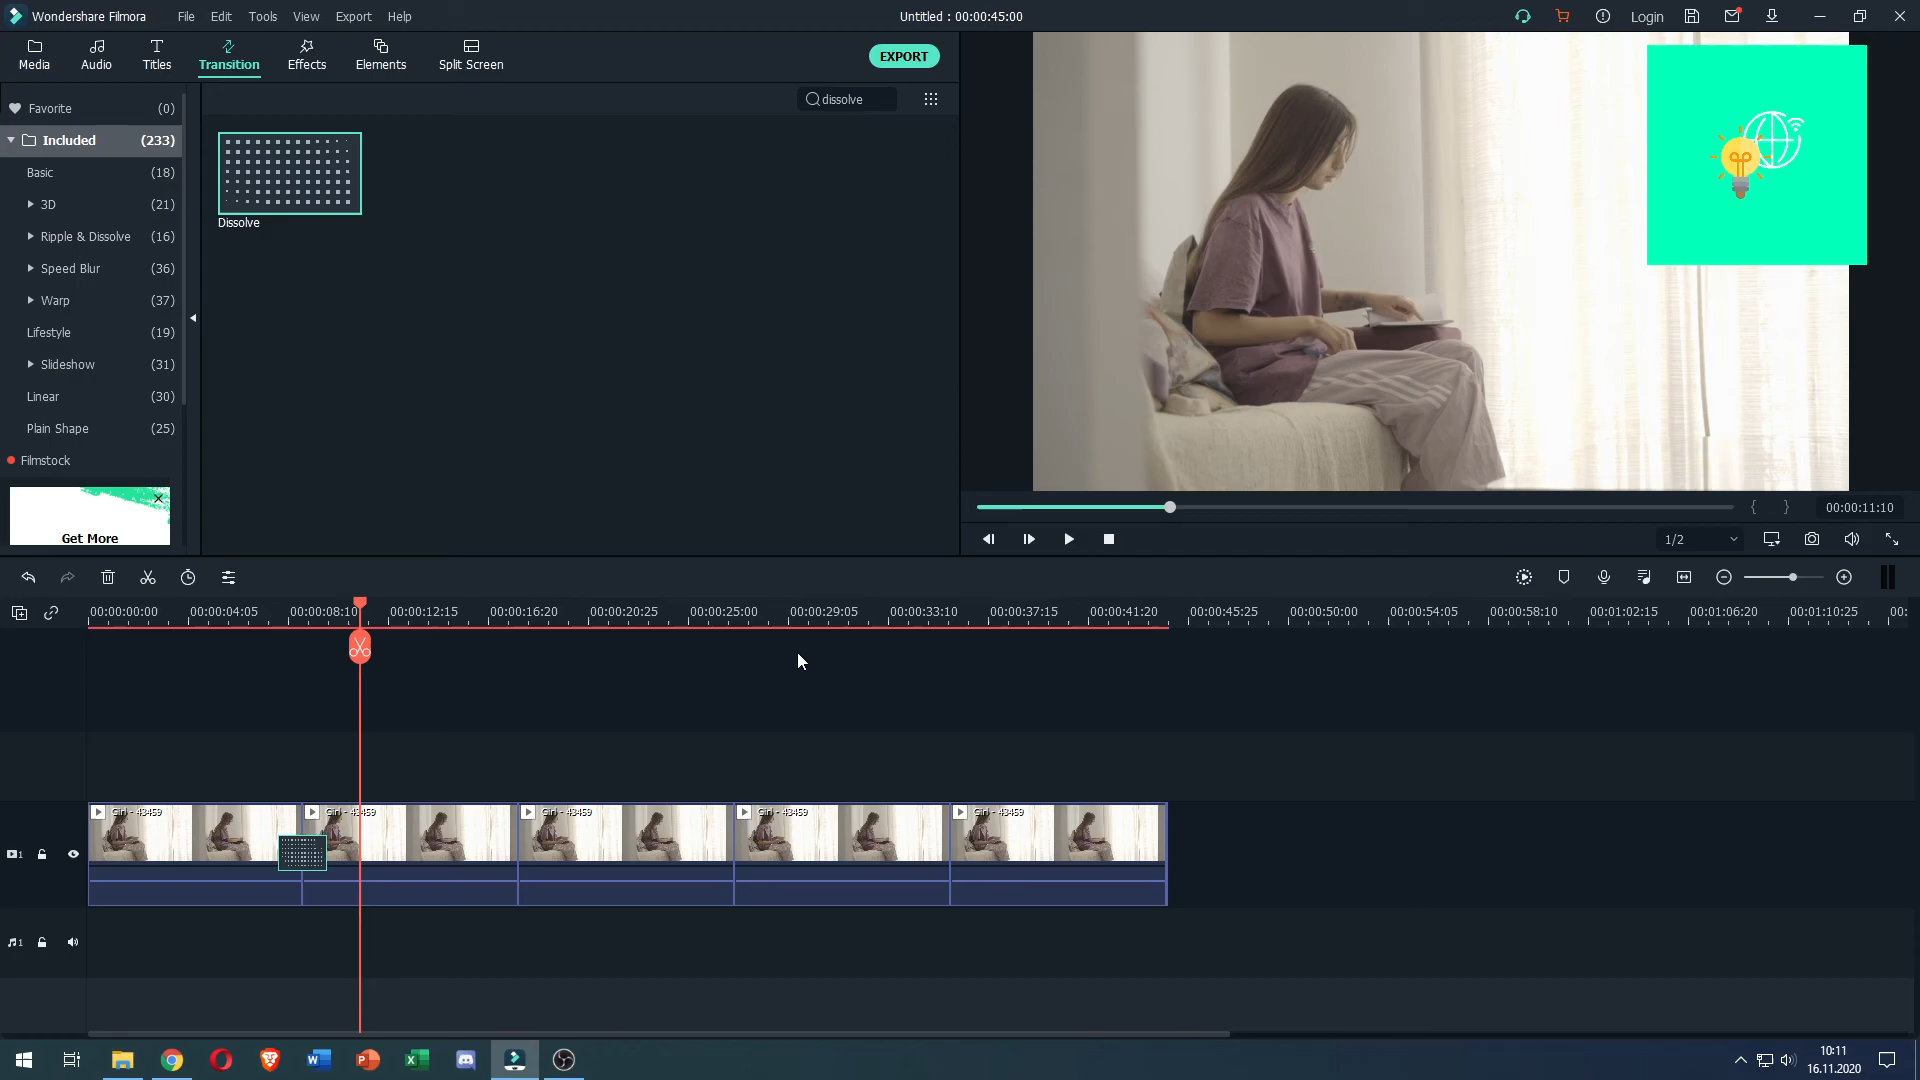 Wondershare Filmora File Edit Tools View Export Help Untitled : 00:00:45:00 Login
Media Audio Titles Transition Effects Elements Split Screen EXPORT
Favorite (0) dissolve
Included (233)
Basic (18)
3D (21)
Ripple & Dissolve (16)
Speed Blur (36)
Warp (37)
Lifestyle (19)
Slideshow (31)
Linear (30)
Plain Shape (25)
Filmstock
Get More
Dissolve
{ } 00:00:11:10
1/2
00:00:00:00 00:00:04:05 00:00:08:10 00:00:12:15 00:00:16:20 00:00:20:25 00:00:25:00 00:00:29:05 00:00:33:10 00:00:37:15 00:00:41:20 00:00:45:25 00:00:50:00 00:00:54:05 00:00:58:10 00:01:02:15 00:01:06:20 00:01:10:25 00:
Girl - 43459 Girl - 43459 Girl - 43459 Girl - 43459 Girl - 43459
1
1
10:11
16.11.2020